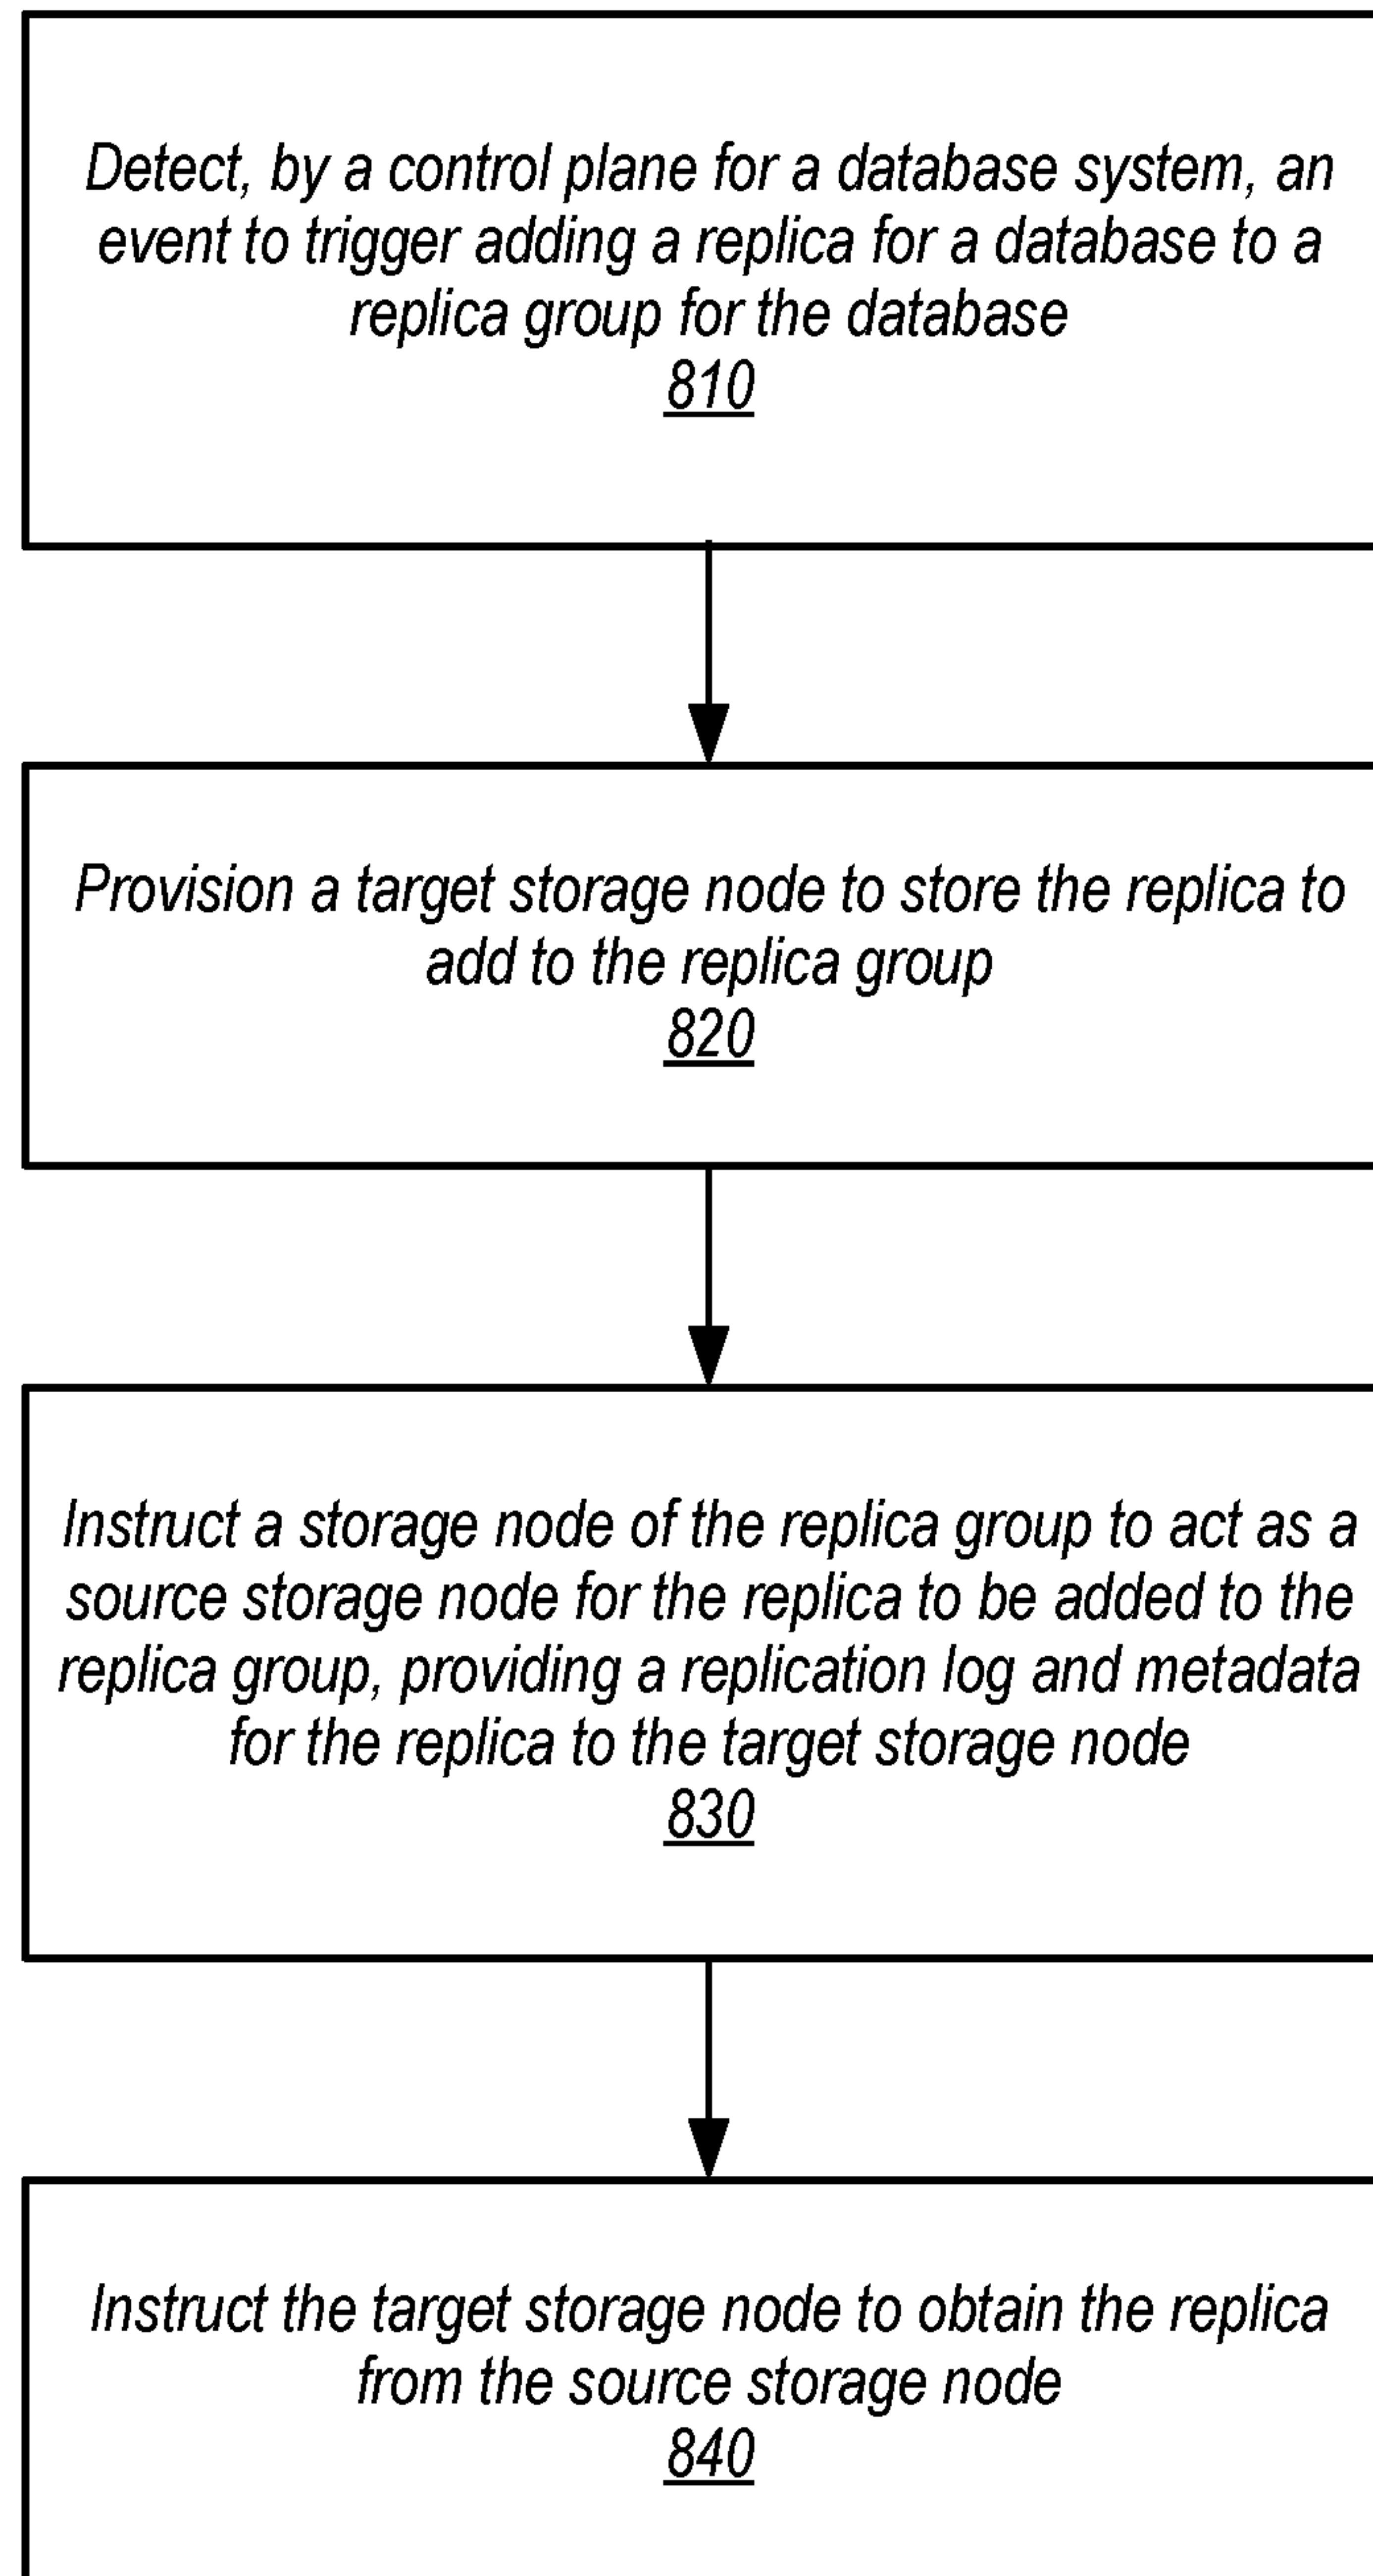 Detect, by a control plane for a database system, an
event to trigger adding a replica for a database to a
replica group for the database
810
Provision a target storage node to store the replica to
add to the replica group
820
Instruct a storage node of the replica group to act as a
source storage node for the replica to be added to the
replica group, providing a replication log and metadata
for the replica to the target storage node
830
Instruct the target storage node to obtain the replica
from the source storage node
840